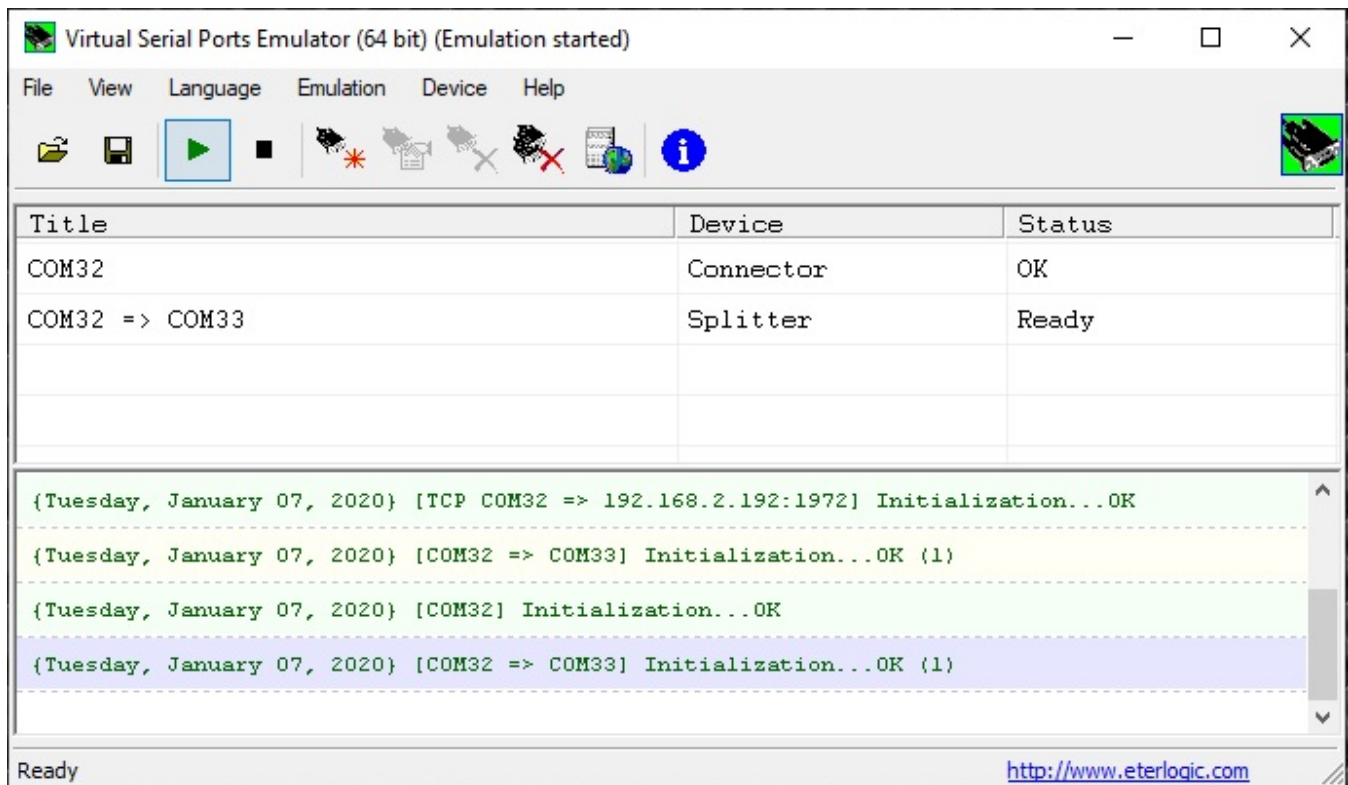 Virtual Serial Ports Emulator (64 bit) (Emulation started)
File View Language Emulation Device Help
Title Device Status
COM32 Connector OK
COM32 => COM33 Splitter Ready
{Tuesday, January 07, 2020} [TCP COM32 => 192.168.2.192:1972] Initialization...OK
{Tuesday, January 07, 2020} [COM32 => COM33] Initialization...OK (1)
{Tuesday, January 07, 2020} [COM32] Initialization...OK
{Tuesday, January 07, 2020} [COM32 => COM33] Initialization...OK (1)
Ready http://www.eterlogic.com